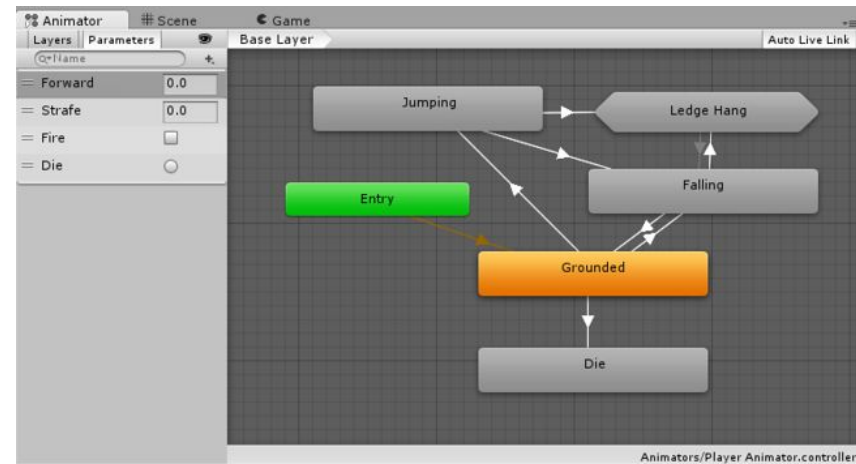 Animator # Scene Game
Layers Parameters
Base Layer
Auto Live Link
Name
Forward 0.0
Strafe 0.0
Fire
Die
Jumping
Ledge Hang
Entry
Falling
Grounded
Die
Animators/Player Animator.controller